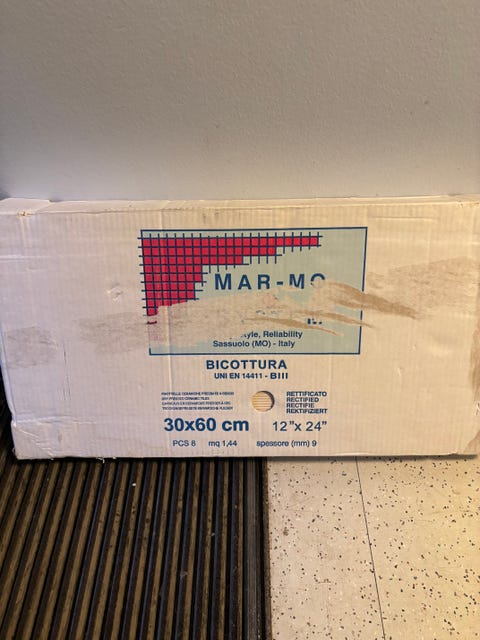 MAR-MO
Style, Reliability
Sassuolo (MO) - Italy
BICOTTURA
UNI EN 14411 - BIII
RETTIFICATO
RECTIFIED
RECTIFIE
REKTIFIZIERT
30x60 cm
12"x 24"
PCS 8
mq 1,44
spessore (mm) 9